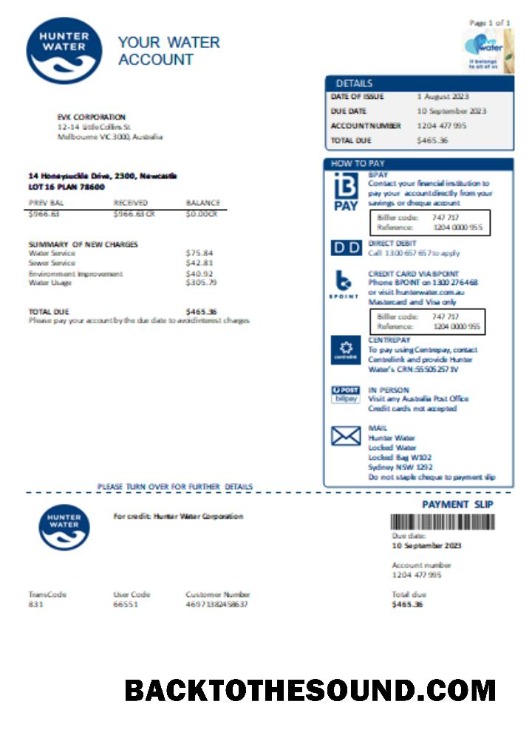 Page 1 of 1
HUNTER
WATER
YOUR WATER
ACCOUNT
love
water
it belongs
to all of us
DETAILS
DATE OF ISSUE 1 August 2023
DUE DATE 10 September 2023
ACCOUNT NUMBER 1204 477 995
TOTAL DUE $465.36
EVK CORPORATION
12-14 Little Collins St
Melbourne VIC 3000, Australia
14 Honeysuckle Drive, 2300, Newcastle
LOT 16 PLAN 78600
PREV BAL RECEIVED BALANCE
$966.63 $966.63 CR $0.00CR
SUMMARY OF NEW CHARGES
Water Service $75.84
Sewer Service $42.81
Environment Improvement $40.92
Water Usage $305.79
TOTAL DUE $465.36
Please pay your account by the due date to avoid interest charges
HOW TO PAY
B
PAY
BPAY
Contact your financial institution to
pay your account directly from your
savings or cheque account
Biller code: 747 717
Reference: 1204 0000 955
DD
DIRECT DEBIT
Call 1300 657 657 to apply
b
BPOINT
CREDIT CARD VIA BPOINT
Phone BPOINT on 1300 276 468
or visit hunterwater.com.au
Mastercard and Visa only
Biller code: 747 717
Reference: 1204 0000 955
centrelink
CENTREPAY
To pay using Centrepay, contact
Centrelink and provide Hunter
Water's CRN:555052571V
POST
billpay
IN PERSON
Visit any Australia Post Office
Credit cards not accepted
MAIL
Hunter Water
Locked Water
Locked Bag W102
Sydney NSW 1292
Do not staple cheque to payment slip
PLEASE TURN OVER FOR FURTHER DETAILS
HUNTER
WATER
For credit: Hunter Water Corporation
PAYMENT SLIP
Due date:
10 September 2023
Account number
1204 477 995
TransCode User Code Customer Number Total due
831 66551 46971382458637 $465.36
BACKTOTHESOUND.COM